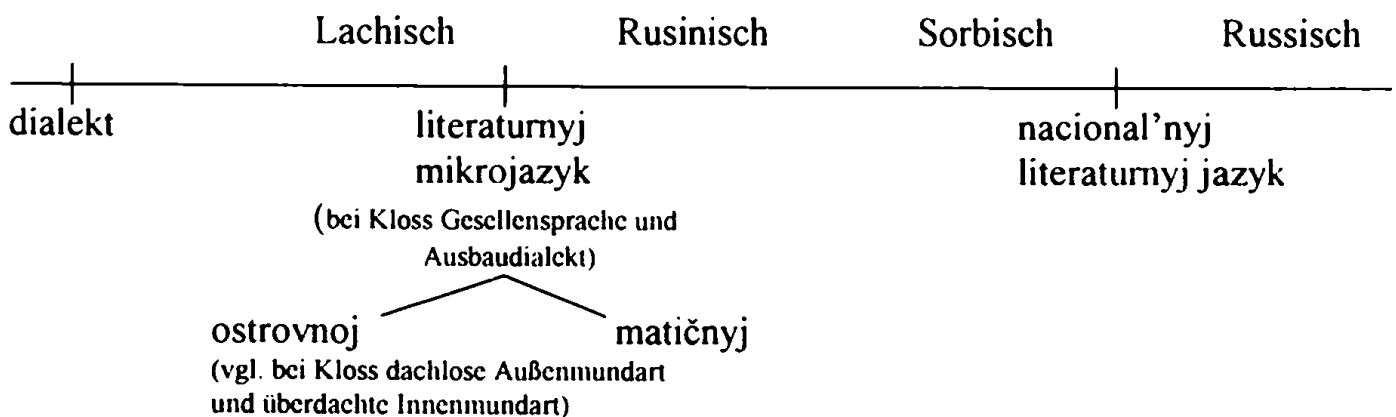 Lachisch Rusinisch Sorbisch Russisch
dialekt literaturnyj nacional’nyj
mikrojazyk literaturnyj jazyk
(bei Kloss Gesellensprache und
Ausbaudialekt)
ostrovnoj matičnyj
(vgl. bei Kloss dachlose Außenmundart
und überdachte Innenmundart)